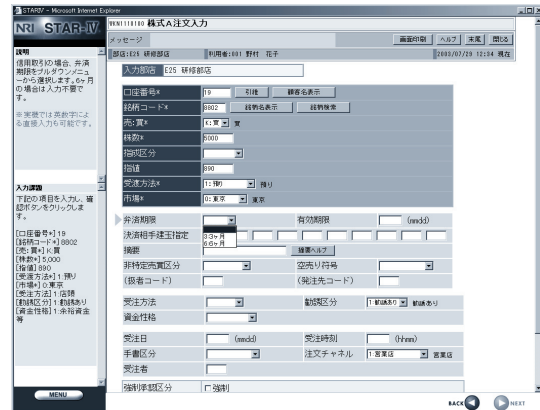 STAR-IV - Microsoft Internet Explorer
NRI STAR-IV
説明
信用取引の場合、弁済
期限をプルダウンメニュ
ーから選択します。6ヶ月
の場合は入力不要で
す。
※実機では英数字によ
る直接入力も可能です。
入力課題
下記の項目を入力し、確
認ボタンをクリックしま
す。
[口座番号*] 19
[銘柄コード*] 8802
[売:買*] K:買
[株数*] 5,000
[指値] 890
[受渡方法*] 1:預り
[市場*] 0:東京
[受注方法] 1:店頭
[勧誘区分] 1:勧誘あり
[資金性格] 1:余裕資金
等
MENU
株式A注文入力
メッセージ
画面印刷 ヘルプ 末尾 閉じる
部店:E25 研修部店 利用者:001 野村 花子 2003/07/29 12:34 現在
入力部店 E25 研修部店
口座番号* 19 引継 顧客名表示
銘柄コード* 8802 銘柄名表示 銘柄検索
売:買* K:買 買
株数* 5000
指成区分
指値 890
受渡方法* 1:預り 預り
市場* 0:東京 東京
弁済期限 有効期限 (mmdd)
3:3ヶ月
6:6ヶ月
決済相手建玉指定
摘要 摘要ヘルプ
非特定売買区分 空売り符号
(扱者コード) (発注先コード)
受注方法 勧誘区分 1:勧誘あり 勧誘あり
資金性格
受注日 (mmdd) 受注時刻 (hhmm)
手書区分 注文チャネル 1:営業店 営業店
受注者
強制承認区分 強制
BACK NEXT